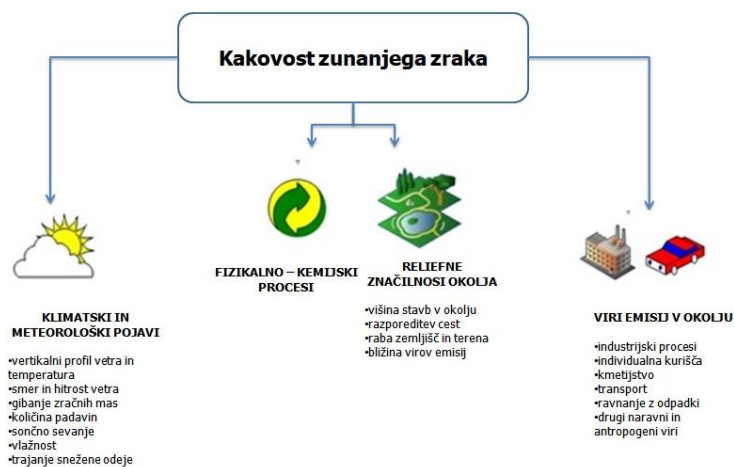 Kakovost zunanjega zraka
KLIMATSKI IN
METEOROLOŠKI POJAVI
•vertikalni profil vetra in
temperatura
•smer in hitrost vetra
•gibanje zračnih mas
•količina padavin
•sončno sevanje
•vlažnost
•trajanje snežene odeje
FIZIKALNO – KEMIJSKI
PROCESI
RELIEFNE
ZNAČILNOSI OKOLJA
•višina stavb v okolju
•razporeditev cest
•raba zemljišč in terena
•bližina virov emisij
VIRI EMISIJ V OKOLJU
•industrijski procesi
•individualna kurišča
•kmetijstvo
•transport
•ravnanje z odpadki
•drugi naravni in
antropogeni viri